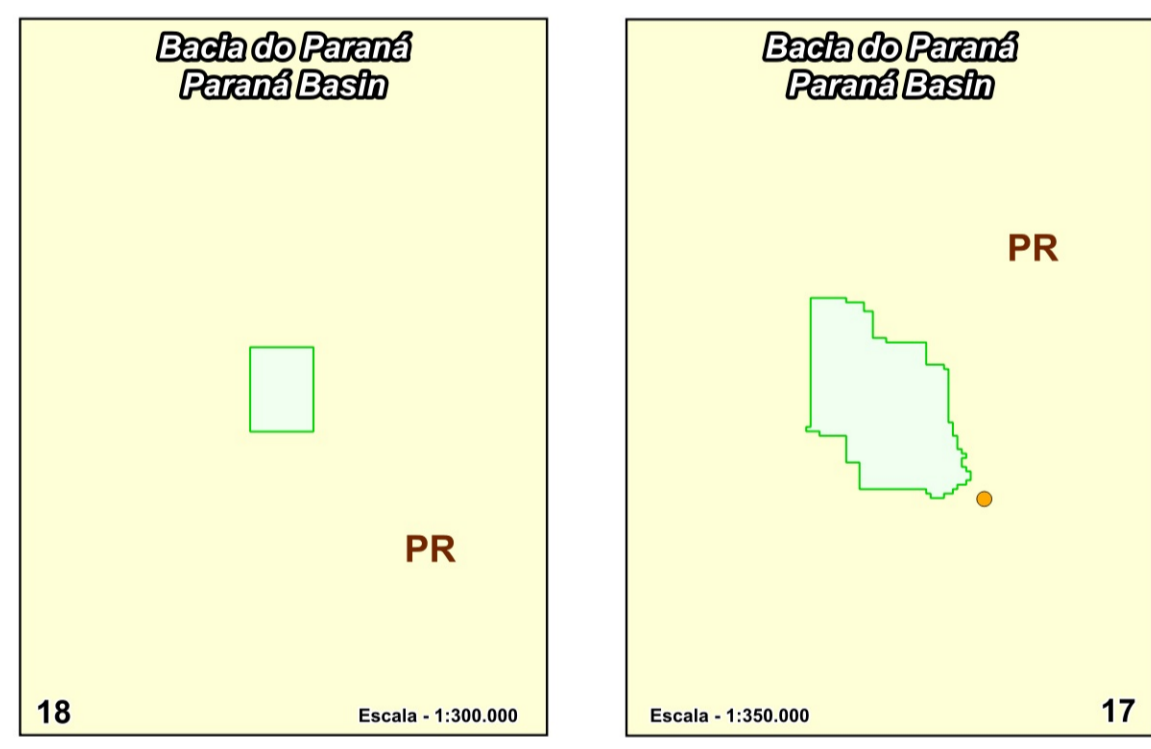 Bacia do Paraná
Paraná Basin
PR
18
Escala - 1:300.000
Bacia do Paraná
Paraná Basin
PR
Escala - 1:350.000
17